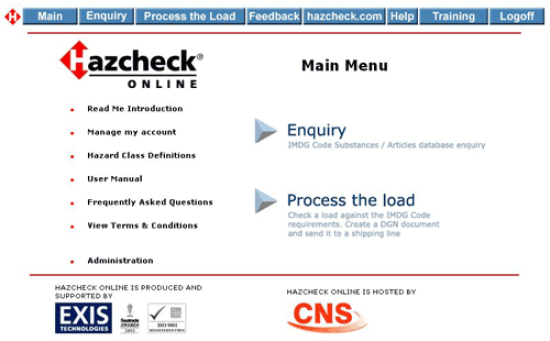 Main Enquiry Process the Load Feedback hazcheck.com Help Training Logoff
Hazcheck®
ONLINE
Main Menu
Read Me Introduction
Manage my account
Hazard Class Definitions
User Manual
Frequently Asked Questions
View Terms & Conditions
Administration
Enquiry
IMDG Code Substances / Articles database enquiry
Process the load
Check a load against the IMDG Code
requirements. Create a DGN document
and send it to a shipping line
HAZCHECK ONLINE IS PRODUCED AND
SUPPORTED BY
EXIS
TECHNOLOGIES
Seatrade
AWARDS
ISO 9001
HAZCHECK ONLINE IS HOSTED BY
CNS